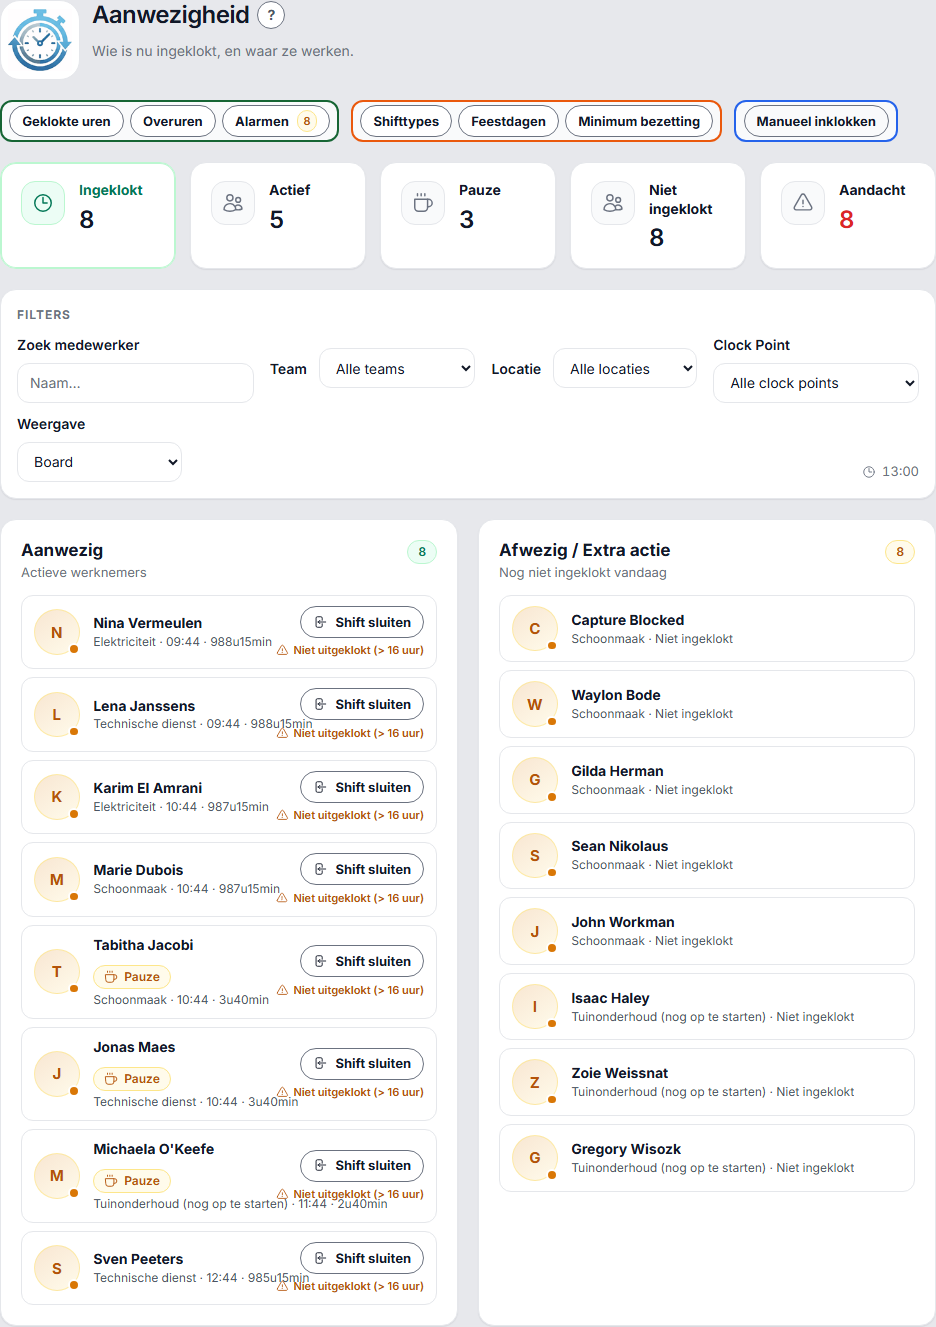 Aanwezigheid ?
Wie is nu ingeklokt, en waar ze werken.
Geklokte uren Overuren Alarmen 8 Shifttypes Feestdagen Minimum bezetting Manueel inklokken
Ingeklokt
8
Actief
5
Pauze
3
Niet
ingeklokt
8
Aandacht
8
FILTERS
Zoek medewerker
Naam...
Team Alle teams
Locatie Alle locaties
Clock Point
Alle clock points
Weergave
Board
13:00
Aanwezig 8
Actieve werknemers
N
Nina Vermeulen
Elektriciteit · 09:44 · 988u15min
Shift sluiten
Niet uitgeklokt (> 16 uur)
L
Lena Janssens
Technische dienst · 09:44 · 988u15min
Shift sluiten
Niet uitgeklokt (> 16 uur)
K
Karim El Amrani
Elektriciteit · 10:44 · 987u15min
Shift sluiten
Niet uitgeklokt (> 16 uur)
M
Marie Dubois
Schoonmaak · 10:44 · 987u15min
Shift sluiten
Niet uitgeklokt (> 16 uur)
T
Tabitha Jacobi
Pauze
Schoonmaak · 10:44 · 3u40min
Shift sluiten
Niet uitgeklokt (> 16 uur)
J
Jonas Maes
Pauze
Technische dienst · 10:44 · 3u40min
Shift sluiten
Niet uitgeklokt (> 16 uur)
M
Michaela O'Keefe
Pauze
Tuinonderhoud (nog op te starten) · 11:44 · 2u40min
Shift sluiten
Niet uitgeklokt (> 16 uur)
S
Sven Peeters
Technische dienst · 12:44 · 985u15min
Shift sluiten
Niet uitgeklokt (> 16 uur)
Afwezig / Extra actie 8
Nog niet ingeklokt vandaag
C
Capture Blocked
Schoonmaak · Niet ingeklokt
W
Waylon Bode
Schoonmaak · Niet ingeklokt
G
Gilda Herman
Schoonmaak · Niet ingeklokt
S
Sean Nikolaus
Schoonmaak · Niet ingeklokt
J
John Workman
Schoonmaak · Niet ingeklokt
I
Isaac Haley
Tuinonderhoud (nog op te starten) · Niet ingeklokt
Z
Zoie Weissnat
Tuinonderhoud (nog op te starten) · Niet ingeklokt
G
Gregory Wisozk
Tuinonderhoud (nog op te starten) · Niet ingeklokt